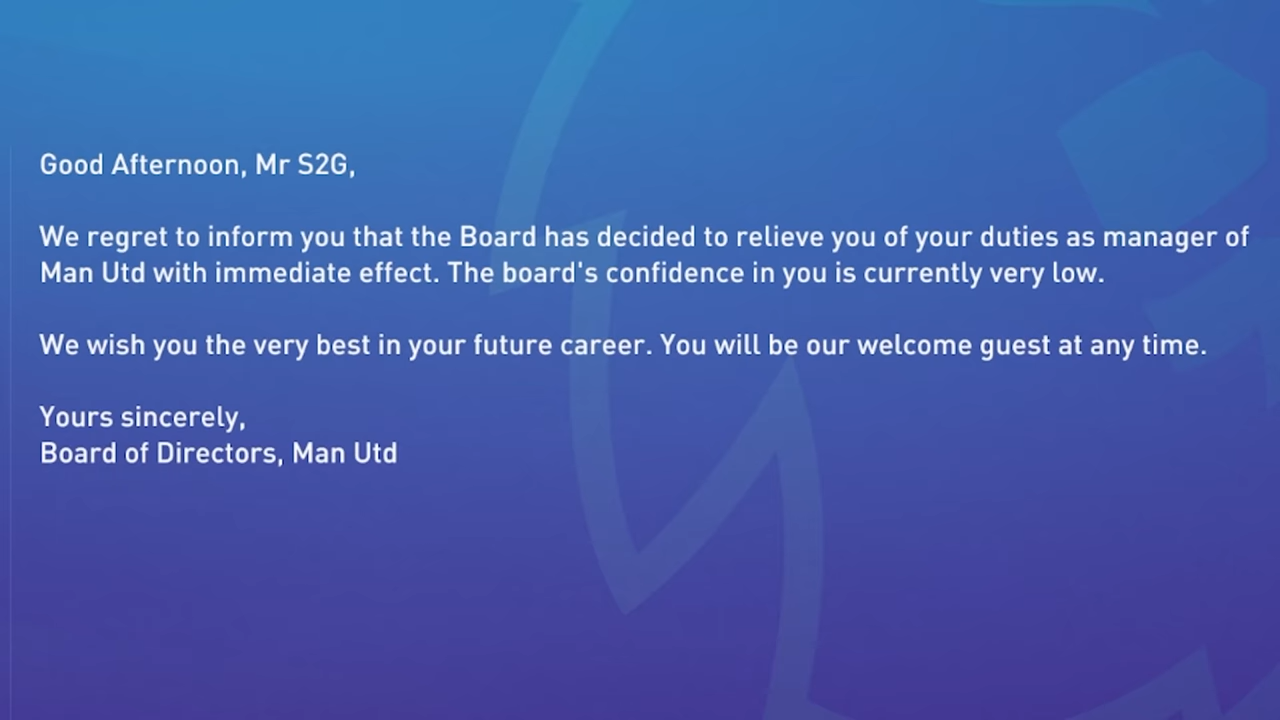 Good Afternoon, Mr S2G,
We regret to inform you that the Board has decided to relieve you of your duties as manager of
Man Utd with immediate effect. The board's confidence in you is currently very low.
We wish you the very best in your future career. You will be our welcome guest at any time.
Yours sincerely,
Board of Directors, Man Utd